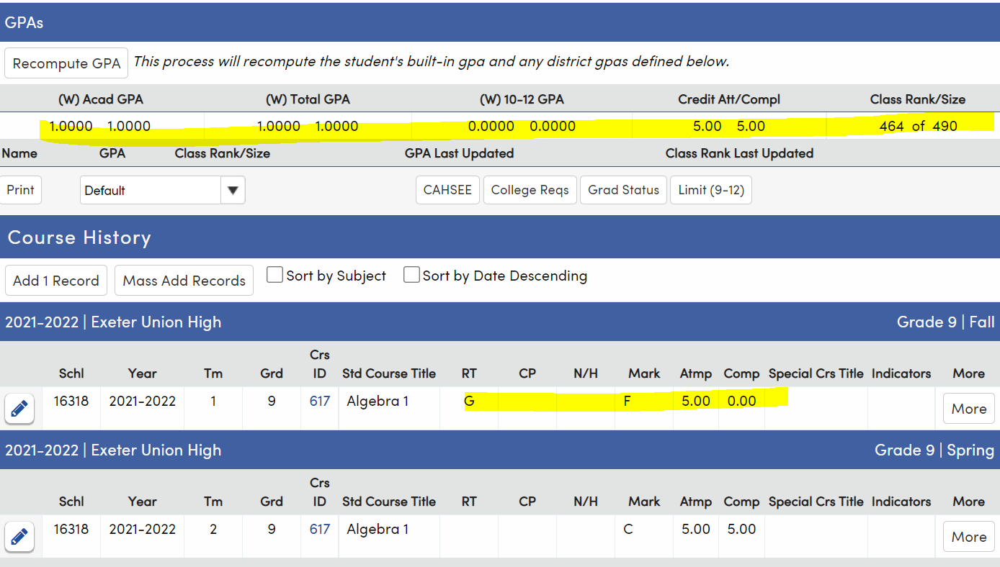 GPAs
Recompute GPA This process will recompute the student's built-in gpa and any district gpas defined below.
(W) Acad GPA (W) Total GPA (W) 10-12 GPA Credit Att/Compl Class Rank/Size
1.0000 1.0000 1.0000 1.0000 0.0000 0.0000 5.00 5.00 464 of 490
Name GPA Class Rank/Size GPA Last Updated Class Rank Last Updated
Print Default CAHSEE College Reqs Grad Status Limit (9-12)
Course History
Add 1 Record Mass Add Records Sort by Subject Sort by Date Descending
2021-2022 | Exeter Union High Grade 9 | Fall
Schl Year Tm Grd Crs ID Std Course Title RT CP N/H Mark Atmp Comp Special Crs Title Indicators More
16318 2021-2022 1 9 617 Algebra 1 G F 5.00 0.00 More
2021-2022 | Exeter Union High Grade 9 | Spring
Schl Year Tm Grd Crs ID Std Course Title RT CP N/H Mark Atmp Comp Special Crs Title Indicators More
16318 2021-2022 2 9 617 Algebra 1 C 5.00 5.00 More